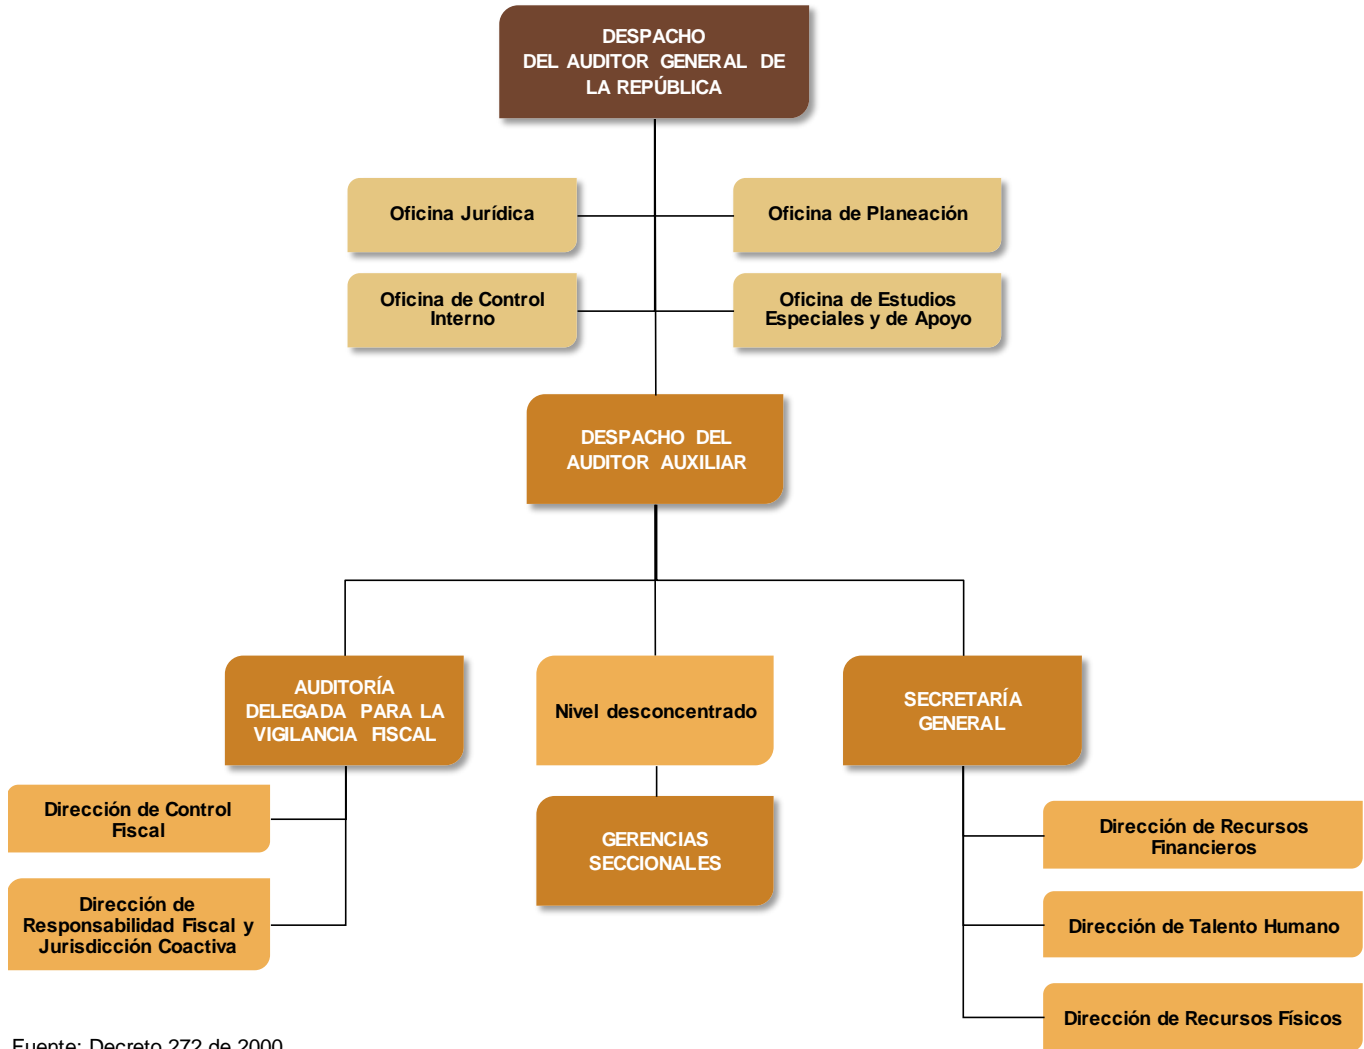 DESPACHO
DEL AUDITOR GENERAL DE
LA REPÚBLICA
Oficina Jurídica
Oficina de Planeación
Oficina de Control
Interno
Oficina de Estudios
Especiales y de Apoyo
DESPACHO DEL
AUDITOR AUXILIAR
AUDITORÍA
DELEGADA PARA LA
VIGILANCIA FISCAL
Nivel desconcentrado
SECRETARÍA
GENERAL
Dirección de Control
Fiscal
Dirección de
Responsabilidad Fiscal y
Jurisdicción Coactiva
GERENCIAS
SECCIONALES
Dirección de Recursos
Financieros
Dirección de Talento Humano
Dirección de Recursos Físicos
Fuente: Decreto 272 de 2000